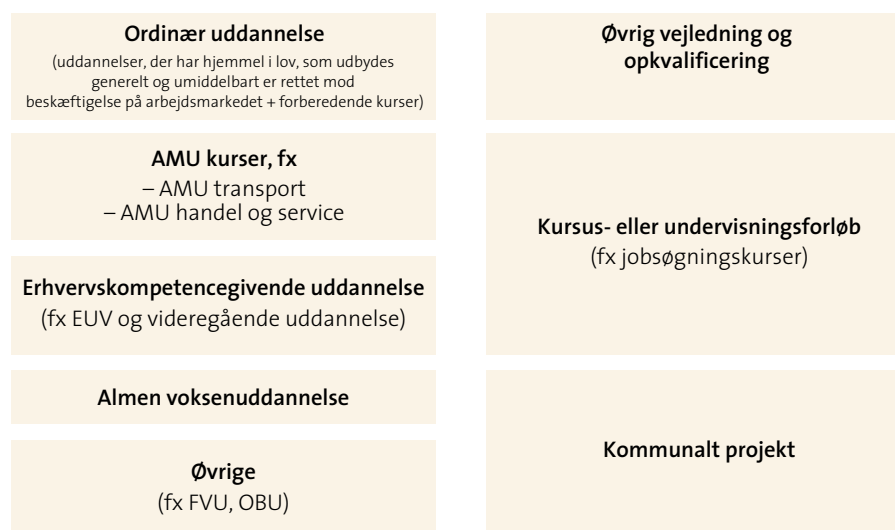 Ordinær uddannelse
(uddannelser, der har hjemmel i lov, som udbydes
generelt og umiddelbart er rettet mod
beskæftigelse på arbejdsmarkedet + forberedende kurser)
AMU kurser, fx
– AMU transport
– AMU handel og service
Erhvervskompetencegivende uddannelse
(fx EUV og videregående uddannelse)
Almen voksenuddannelse
Øvrige
(fx FVU, OBU)
Øvrig vejledning og
opkvalificering
Kursus- eller undervisningsforløb
(fx jobsøgningskurser)
Kommunalt projekt